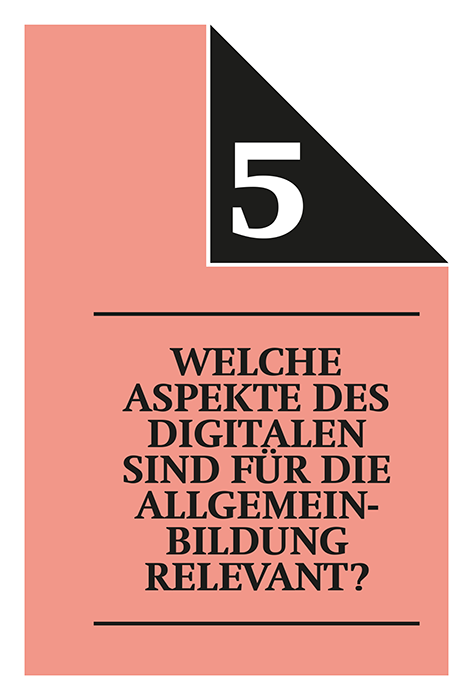 5
WELCHE
ASPEKTE DES
DIGITALEN
SIND FÜR DIE
ALLGEMEIN-
BILDUNG
RELEVANT?